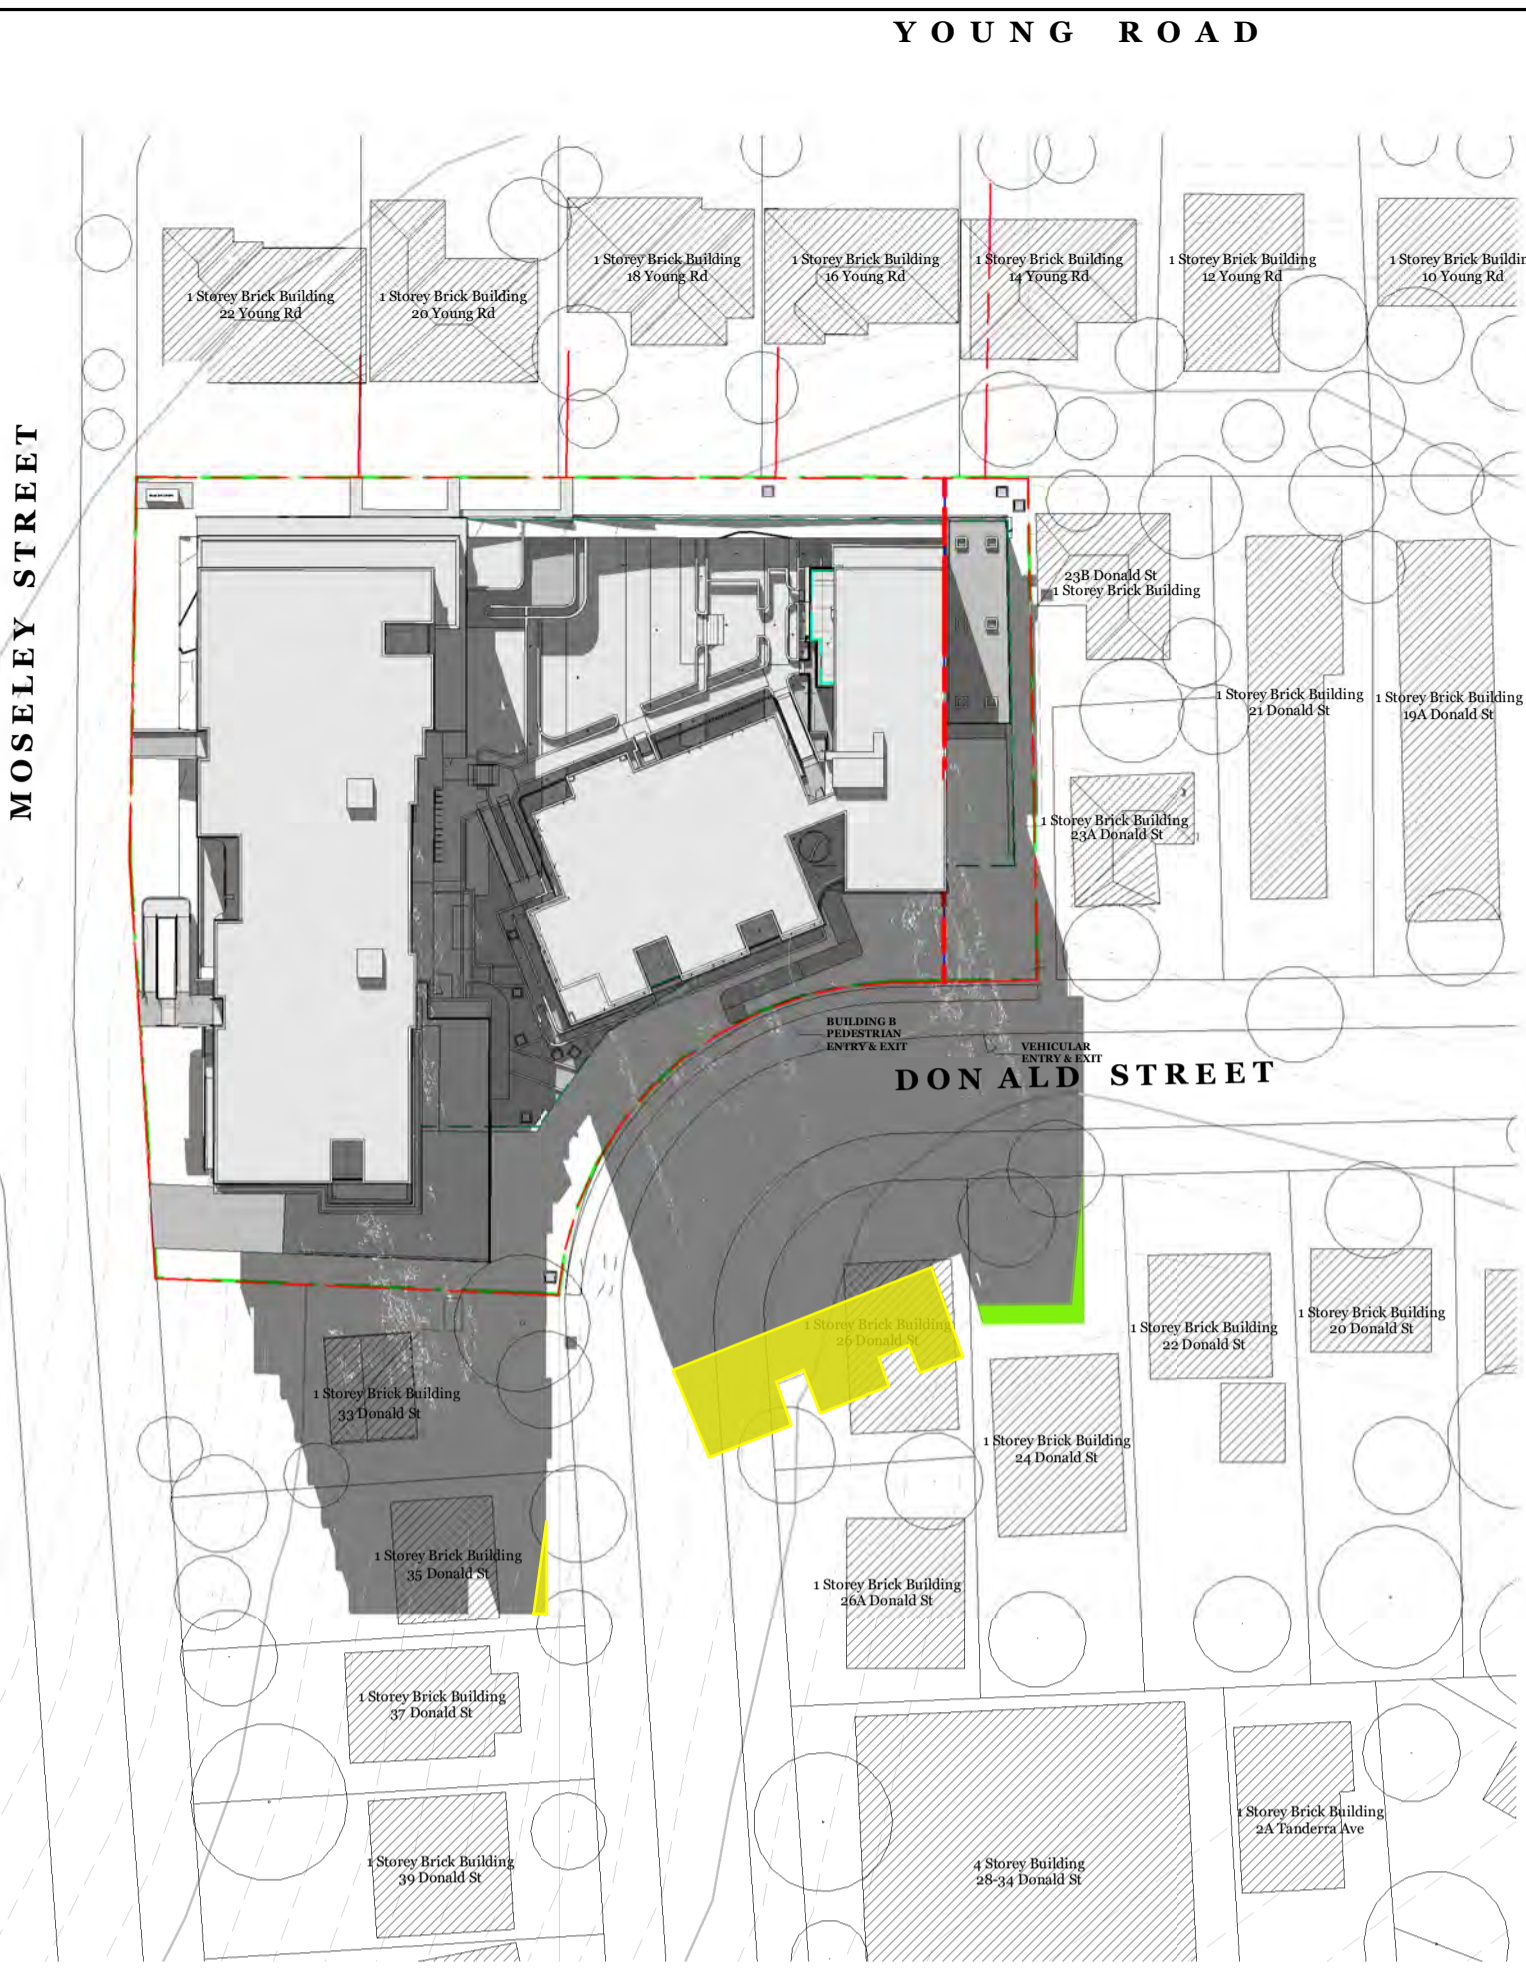 YOUNG ROAD
MOSELEY STREET
1 Storey Brick Building
22 Young Rd
1 Storey Brick Building
20 Young Rd
1 Storey Brick Building
18 Young Rd
1 Storey Brick Building
16 Young Rd
1 Storey Brick Building
14 Young Rd
1 Storey Brick Building
12 Young Rd
1 Storey Brick Buildin
10 Young Rd
23B Donald St
1 Storey Brick Building
1 Storey Brick Building
21 Donald St
1 Storey Brick Building
19A Donald St
1 Storey Brick Building
23A Donald St
BUILDING B
PEDESTRIAN
ENTRY & EXIT
VEHICULAR
ENTRY & EXIT
DONALD STREET
1 Storey Brick Building
26 Donald St
1 Storey Brick Building
22 Donald St
1 Storey Brick Building
20 Donald St
1 Storey Brick Building
33 Donald St
1 Storey Brick Building
24 Donald St
1 Storey Brick Building
35 Donald St
1 Storey Brick Building
26A Donald St
1 Storey Brick Building
37 Donald St
1 Storey Brick Building
39 Donald St
4 Storey Building
28-34 Donald St
1 Storey Brick Building
2A Tanderra Ave